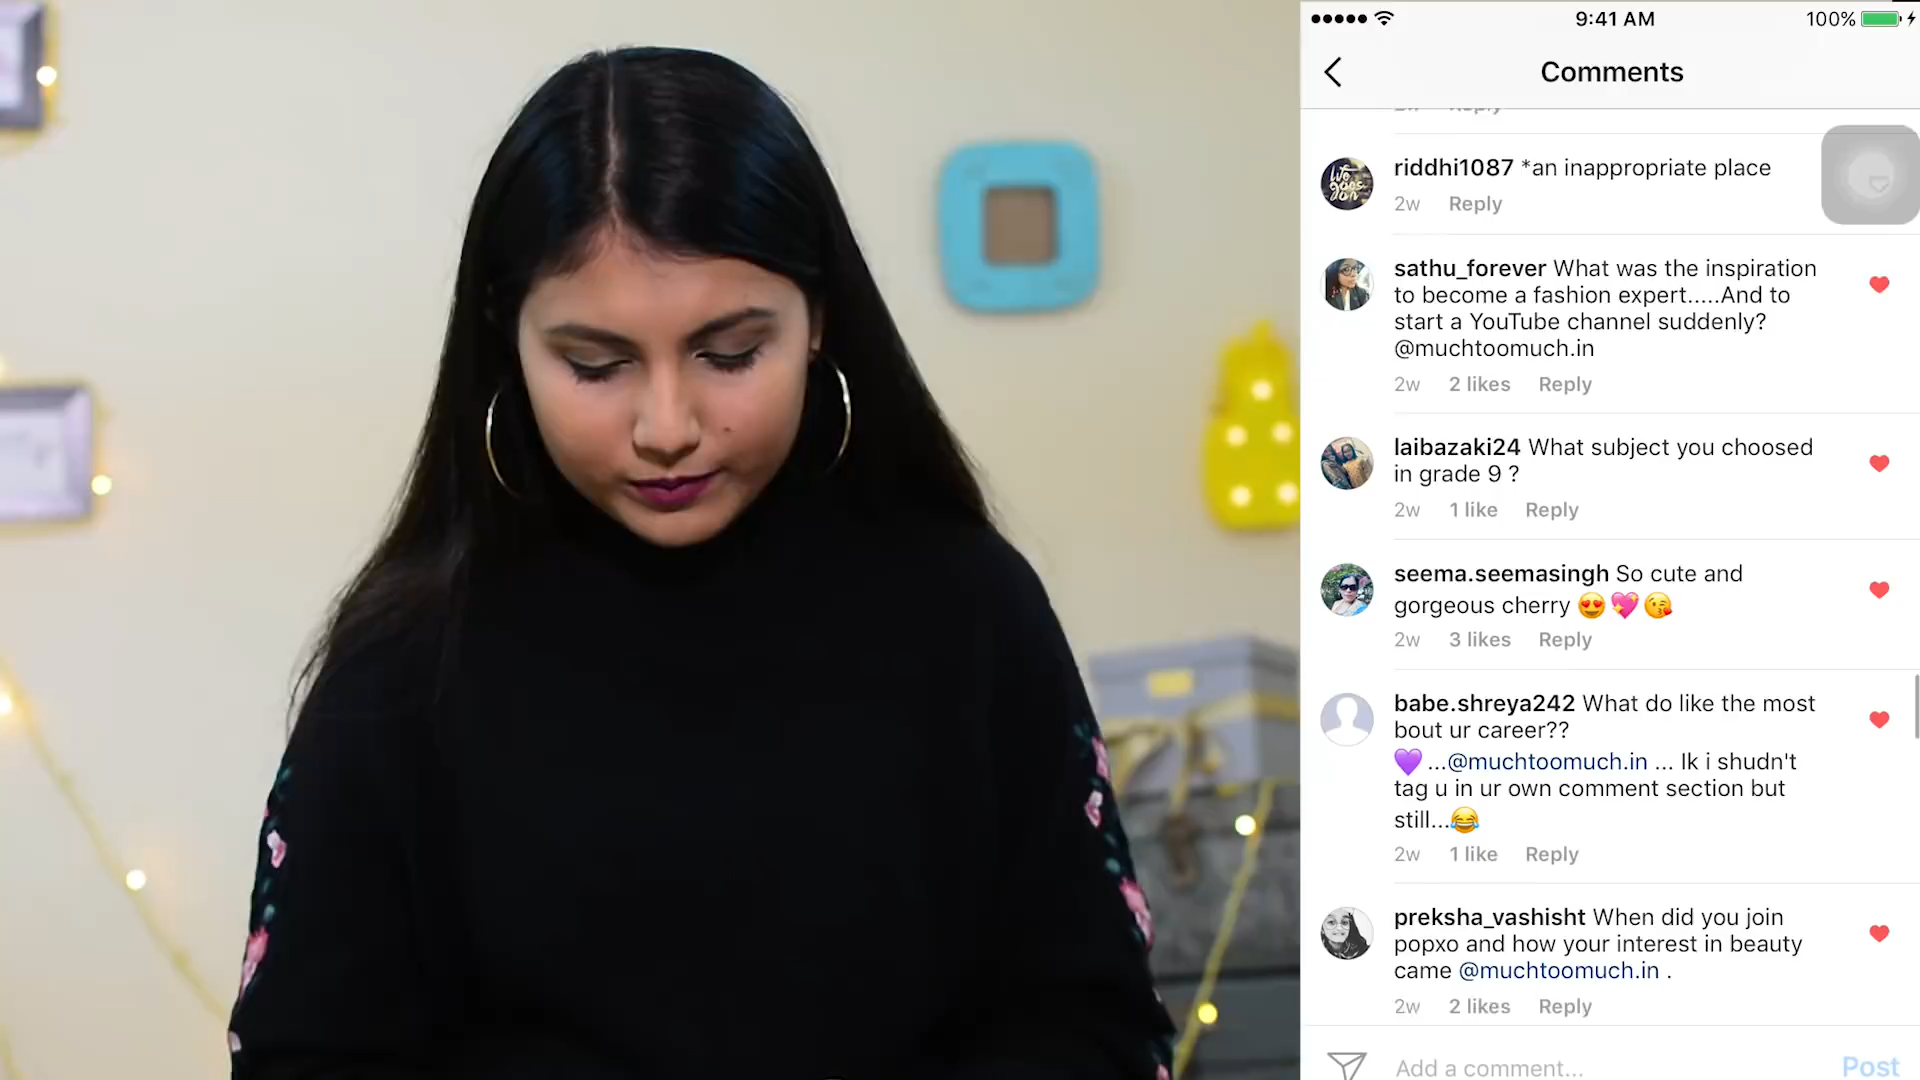 9:41 AM
100%
Comments
riddhi1087 *an inappropriate place
2w Reply
sathu_forever What was the inspiration
to become a fashion expert.....And to
start a YouTube channel suddenly?
@muchtoomuch.in
2w 2 likes Reply
laibazaki24 What subject you choosed
in grade 9 ?
2w 1 like Reply
seema.seemasingh So cute and
gorgeous cherry 😍💖😘
2w 3 likes Reply
babe.shreya242 What do like the most
bout ur career??
💜 ...@muchtoomuch.in ... Ik i shudn't
tag u in ur own comment section but
still...😂
2w 1 like Reply
preksha_vashisht When did you join
popxo and how your interest in beauty
came @muchtoomuch.in .
2w 2 likes Reply
Add a comment...
Post